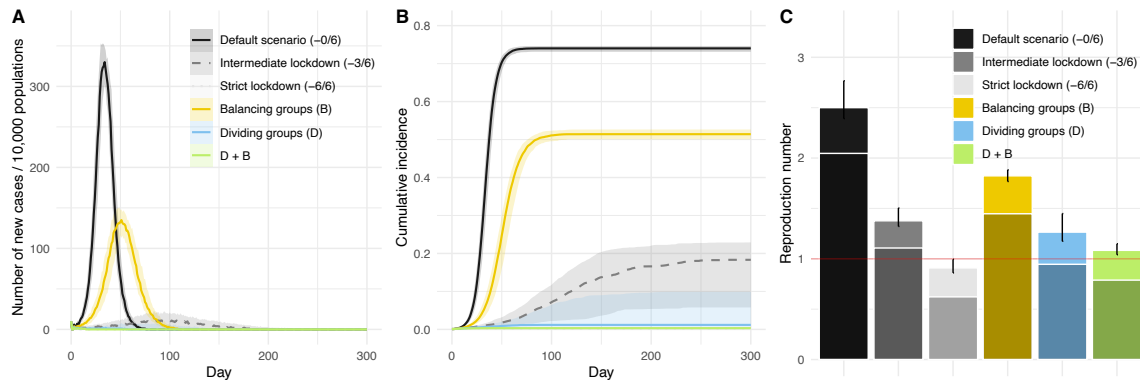 A
Number of new cases / 10,000 populations
300
200
100
0
0
100
200
300
Day
Default scenario (−0/6)
Intermediate lockdown (−3/6)
Strict lockdown (−6/6)
Balancing groups (B)
Dividing groups (D)
D + B
B
Cumulative incidence
0.8
0.6
0.4
0.2
0.0
0
100
200
300
Day
C
Reproduction number
3
2
1
0
Default scenario (−0/6)
Intermediate lockdown (−3/6)
Strict lockdown (−6/6)
Balancing groups (B)
Dividing groups (D)
D + B